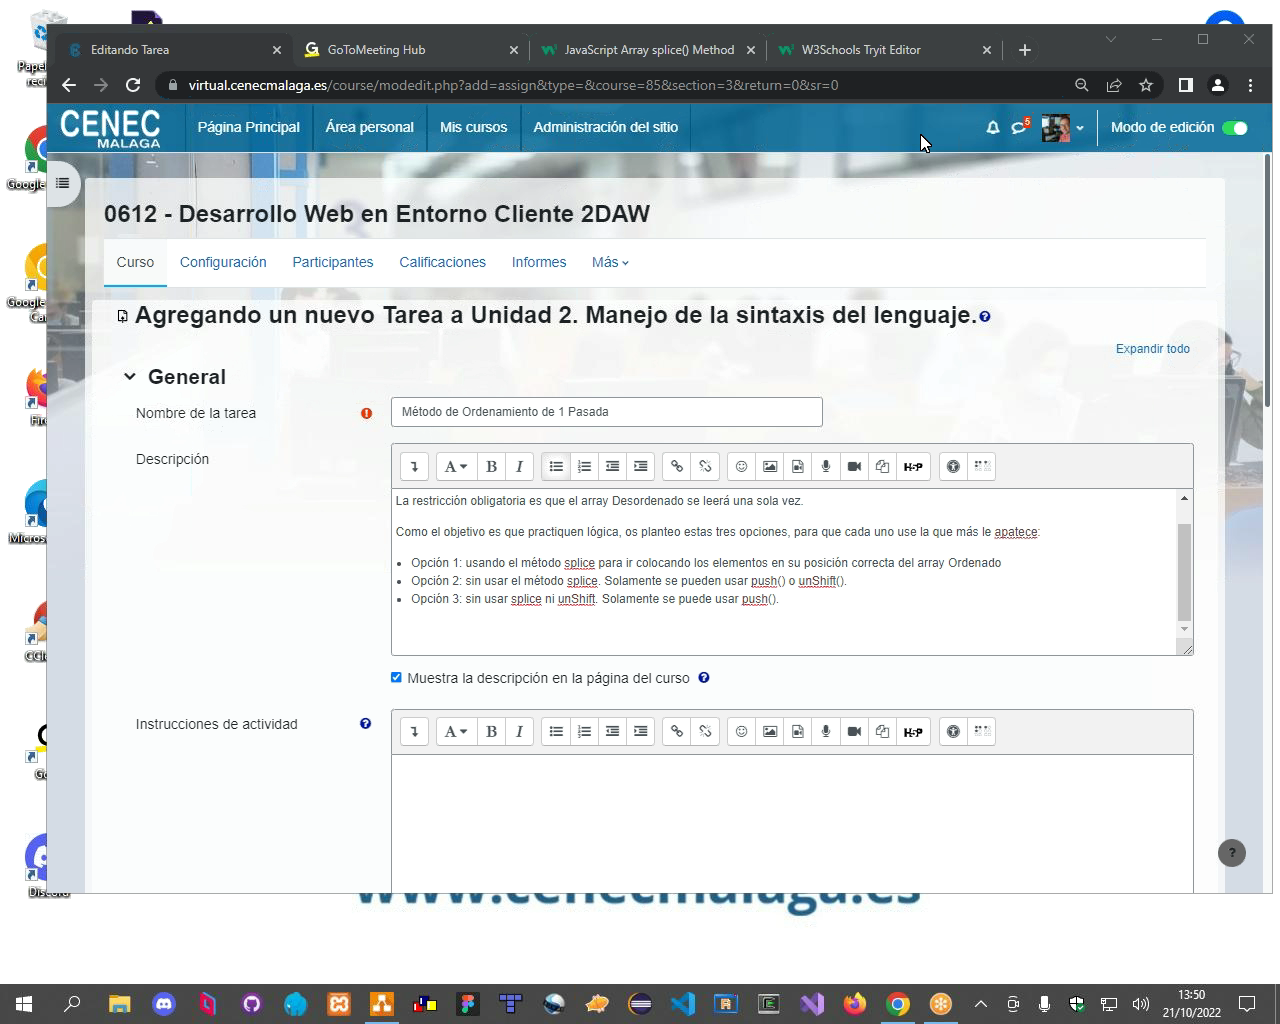 Editando Tarea
GoToMeeting Hub
JavaScript Array splice() Method
W3Schools Tryit Editor
virtual.cenecmalaga.es/course/modedit.php?add=assign&type=&course=85&section=3&return=0&sr=0
CENEC
MALAGA
Página Principal
Área personal
Mis cursos
Administración del sitio
5
Modo de edición
0612 - Desarrollo Web en Entorno Cliente 2DAW
Curso
Configuración
Participantes
Calificaciones
Informes
Más
Agregando un nuevo Tarea a Unidad 2. Manejo de la sintaxis del lenguaje.
Expandir todo
General
Nombre de la tarea
Método de Ordenamiento de 1 Pasada
Descripción
A B I
H-P
La restricción obligatoria es que el array Desordenado se leerá una sola vez.
Como el objetivo es que practiquen lógica, os planteo estas tres opciones, para que cada uno use la que más le apatece:
• Opción 1: usando el método splice para ir colocando los elementos en su posición correcta del array Ordenado
• Opción 2: sin usar el método splice. Solamente se pueden usar push() o unShift().
• Opción 3: sin usar splice ni unShift. Solamente se puede usar push().
Muestra la descripción en la página del curso
Instrucciones de actividad
A B I
H-P
www.cenecmalaga.es
13:50
21/10/2022